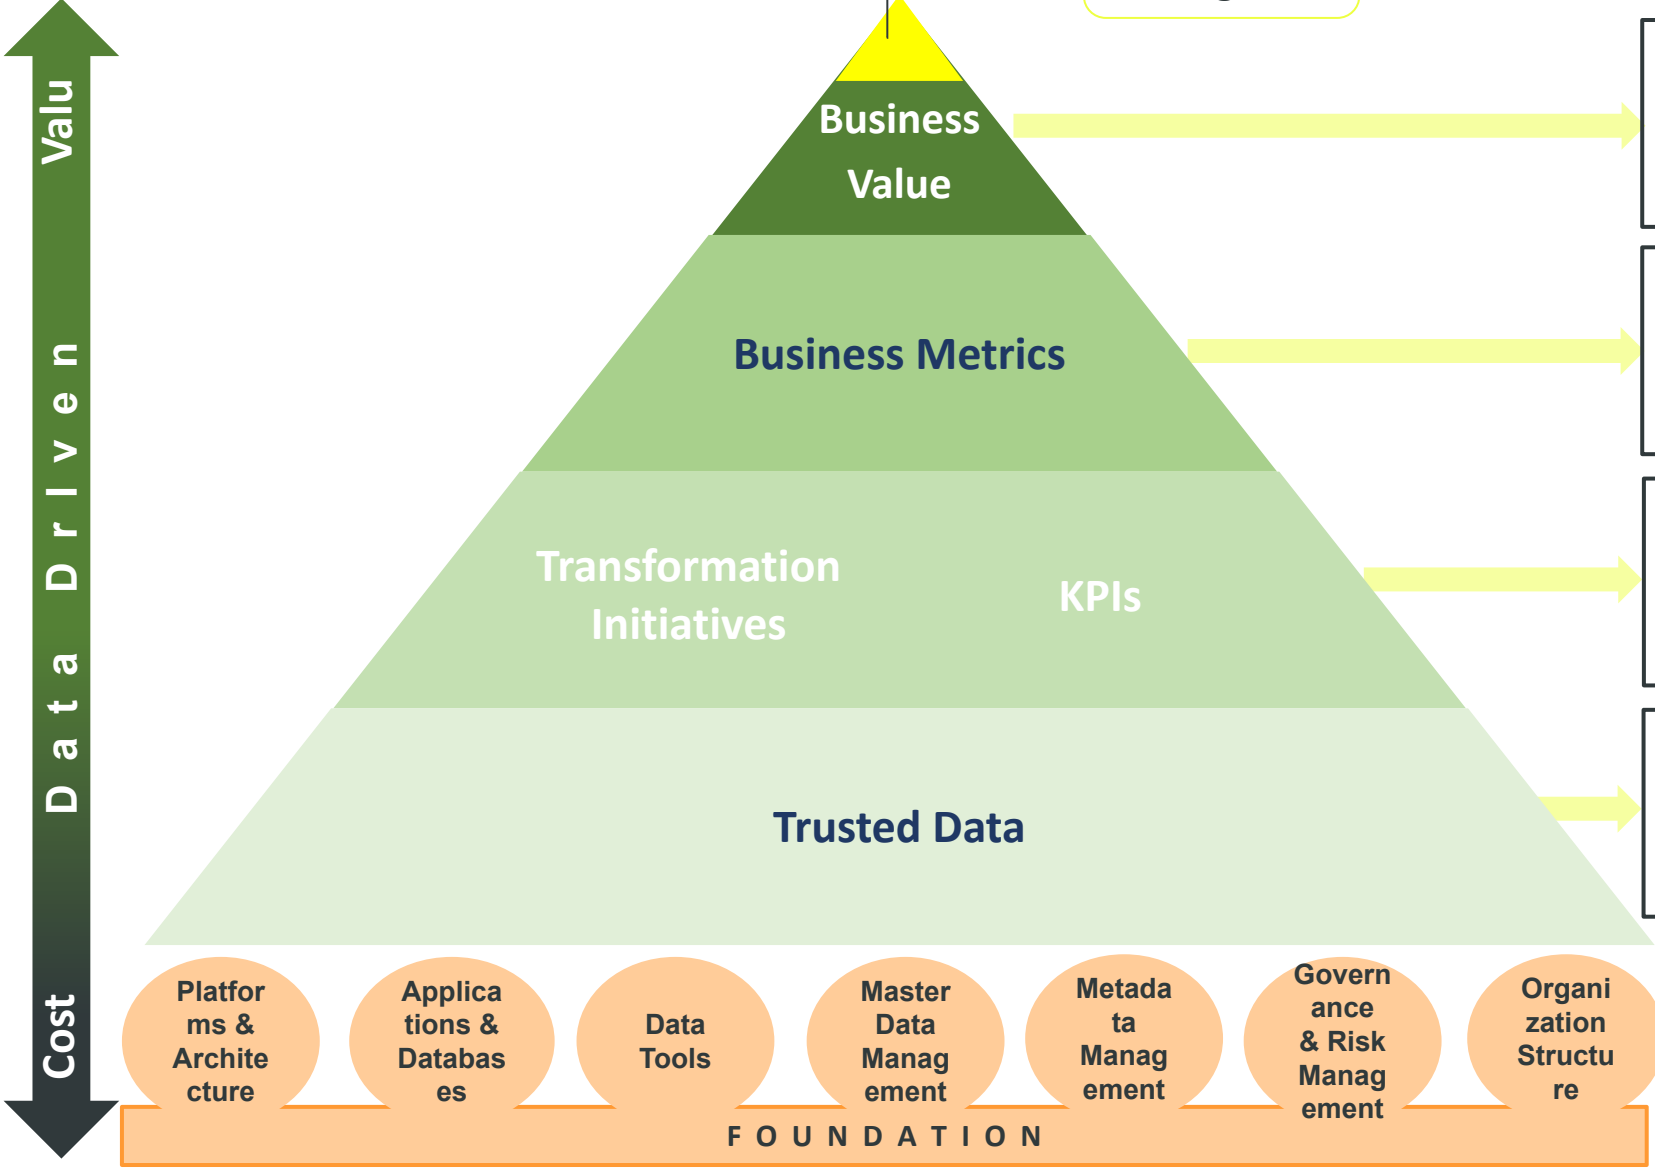 Valu
Data DrIven
Cost
Business
Value
Business Metrics
Transformation
Initiatives
KPIs
Trusted Data
Platfor
ms &
Archite
cture
Applica
tions &
Databas
es
Data
Tools
Master
Data
Manag
ement
Metada
ta
Manag
ement
Govern
ance
& Risk
Manag
ement
Organi
zation
Structu
re
FOUNDATION